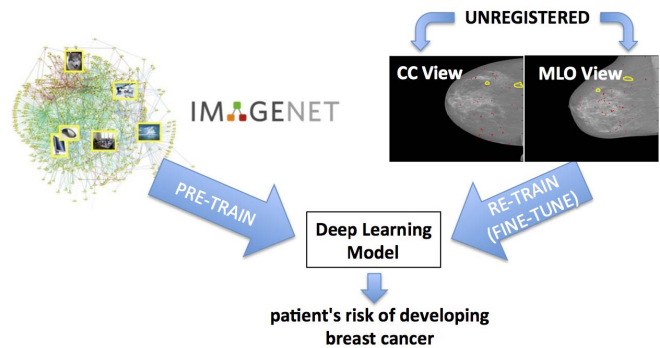 UNREGISTERED
CC View
MLO View
IMAGENET
PRE-TRAIN
RE-TRAIN
(FINE-TUNE)
Deep Learning
Model
patient's risk of developing
breast cancer